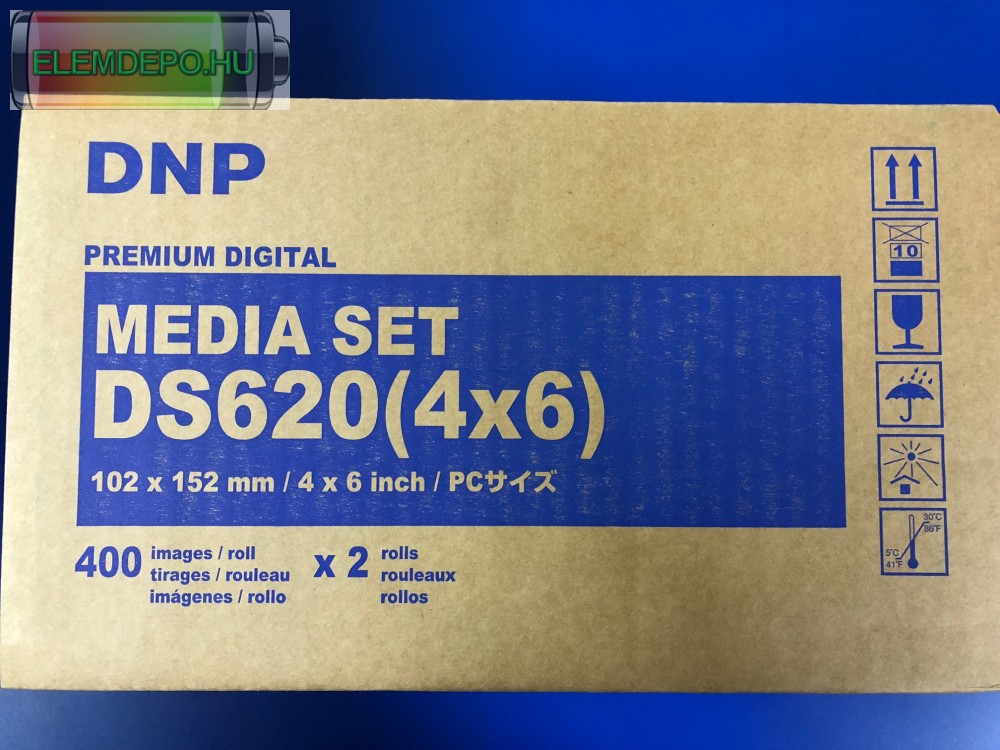 ELEMDEPO.HU
DNP
PREMIUM DIGITAL
MEDIA SET
DS620(4x6)
102 x 152 mm / 4 x 6 inch / PCサイズ
400 images / roll x 2 rolls
tirages / rouleau rouleaux
imágenes / rollo rollos
10
30°C
86°F
5°C
41°F